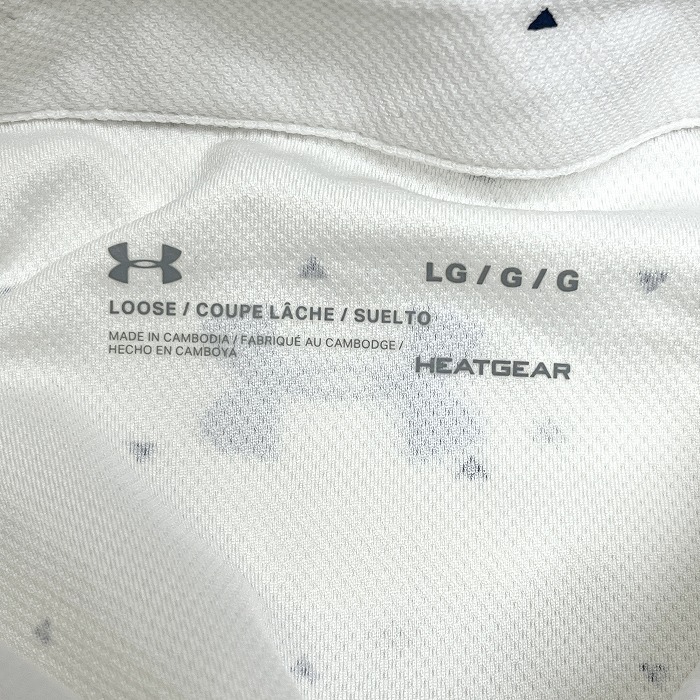 LG / G / G
LOOSE / COUPE LÂCHE / SUELTO
MADE IN CAMBODIA / FABRIQUÉ AU CAMBODGE /
HECHO EN CAMBOYA
HEATGEAR